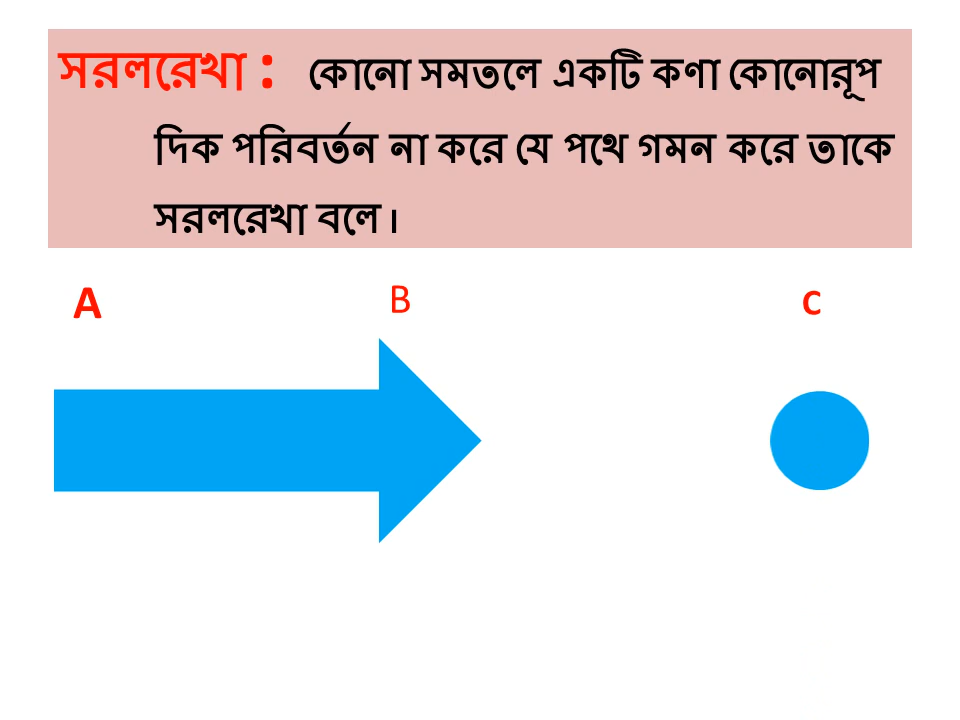 সরলরেখা : কোনো সমতলে একটি কণা কোনোরূপ
দিক পরিবর্তন না করে যে পথে গমন করে তাকে
সরলরেখা বলে।
A B C